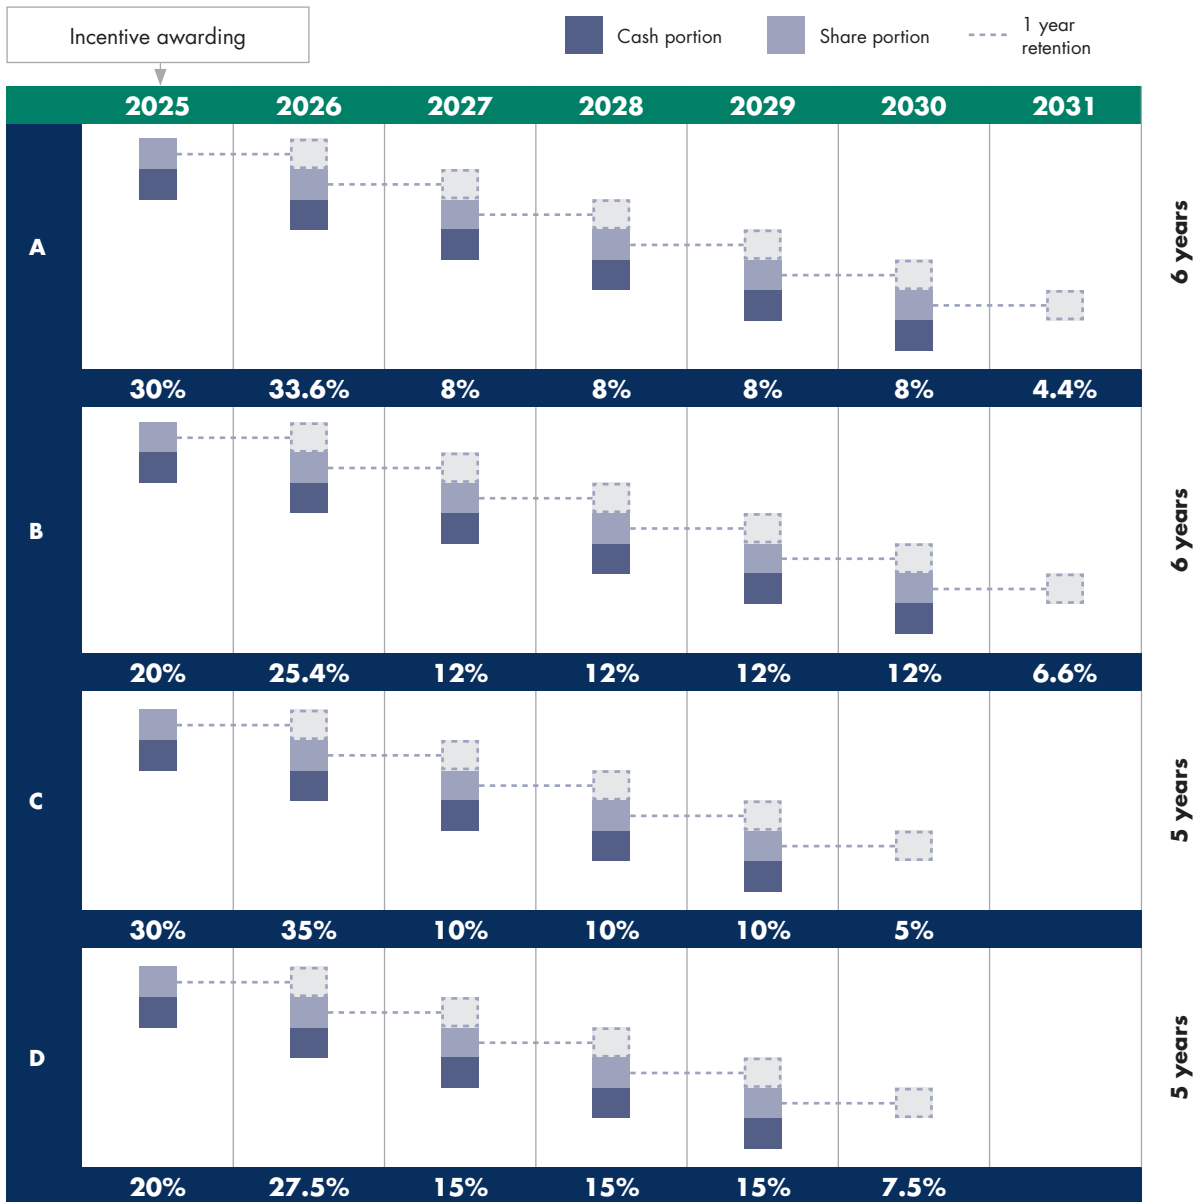 Incentive awarding
Cash portion
Share portion
1 year
retention
2025 2026 2027 2028 2029 2030 2031
A
6 years
30% 33.6% 8% 8% 8% 8% 4.4%
B
6 years
20% 25.4% 12% 12% 12% 12% 6.6%
C
5 years
30% 35% 10% 10% 10% 5%
D
5 years
20% 27.5% 15% 15% 15% 7.5%